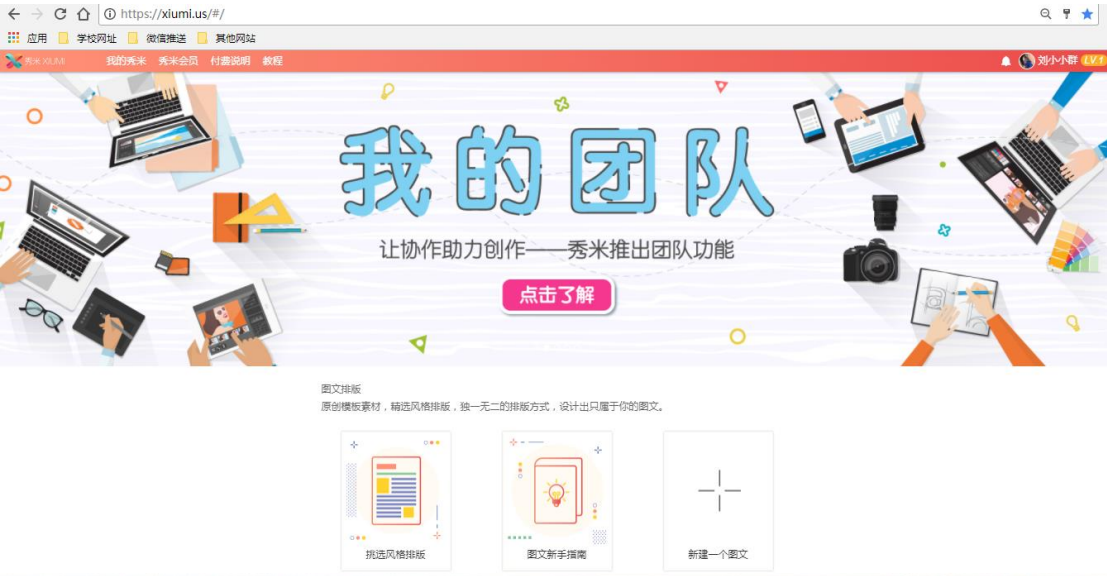 https://xiumi.us/#/
应用 学校网址 微信推送 其他网站
秀米 XIUMI 我的秀米 秀米会员 付费说明 教程 刘小小群 LV1
我的团队
让协作助力创作——秀米推出团队功能
点击了解
图文排版
原创模板素材，精选风格排版，独一无二的排版方式，设计出只属于你的图文。
挑选风格排版 图文新手指南 新建一个图文